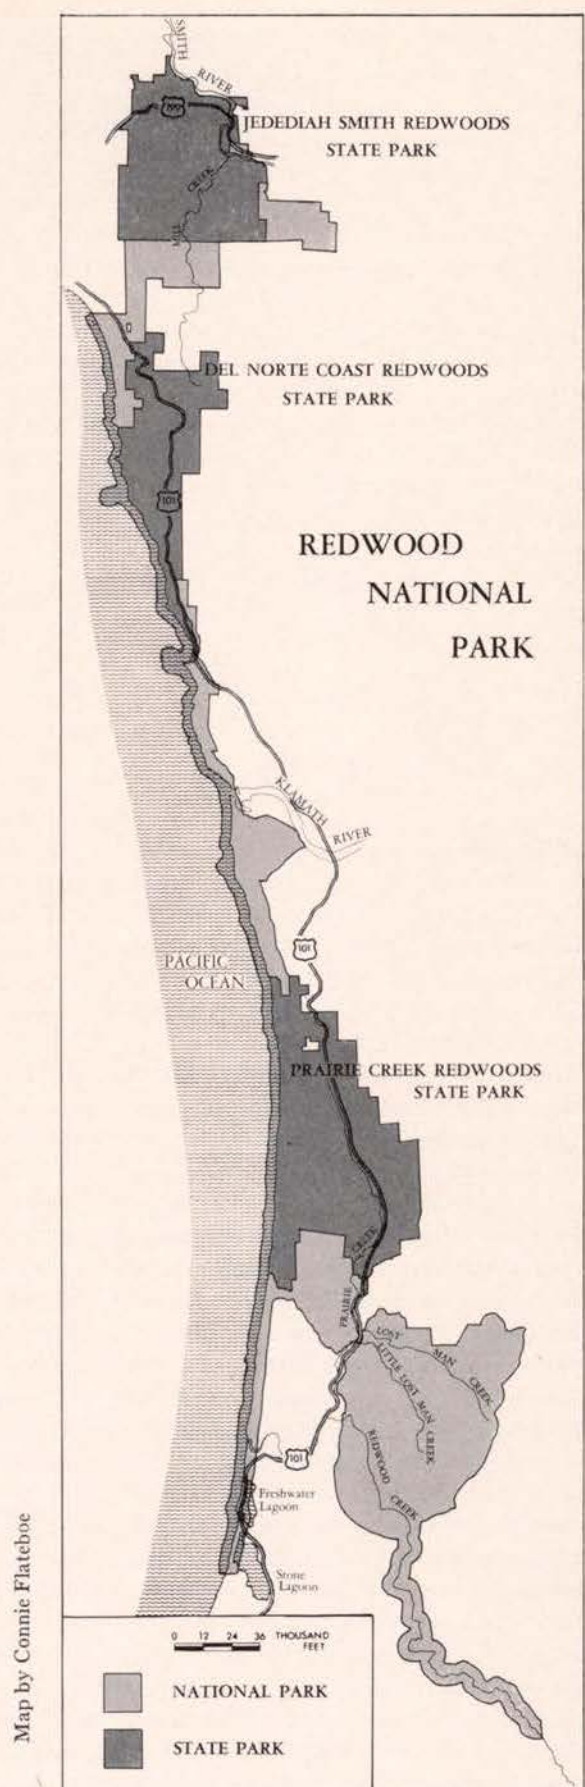 SMITH
RIVER
199
JEDEDIAH SMITH REDWOODS
STATE PARK
MILL
CREEK
DEL NORTE COAST REDWOODS
STATE PARK
101
REDWOOD
NATIONAL
PARK
KLAMATH
RIVER
101
PACIFIC
OCEAN
PRAIRIE CREEK REDWOODS
STATE PARK
PRAIRIE
CREEK
LOST
MAN
CREEK
LITTLE LOST MAN
CREEK
REDWOOD
CREEK
101
Freshwater
Lagoon
Stone
Lagoon
0 12 24 36 THOUSAND
FEET
NATIONAL PARK
STATE PARK
Map by Connie Flateboe